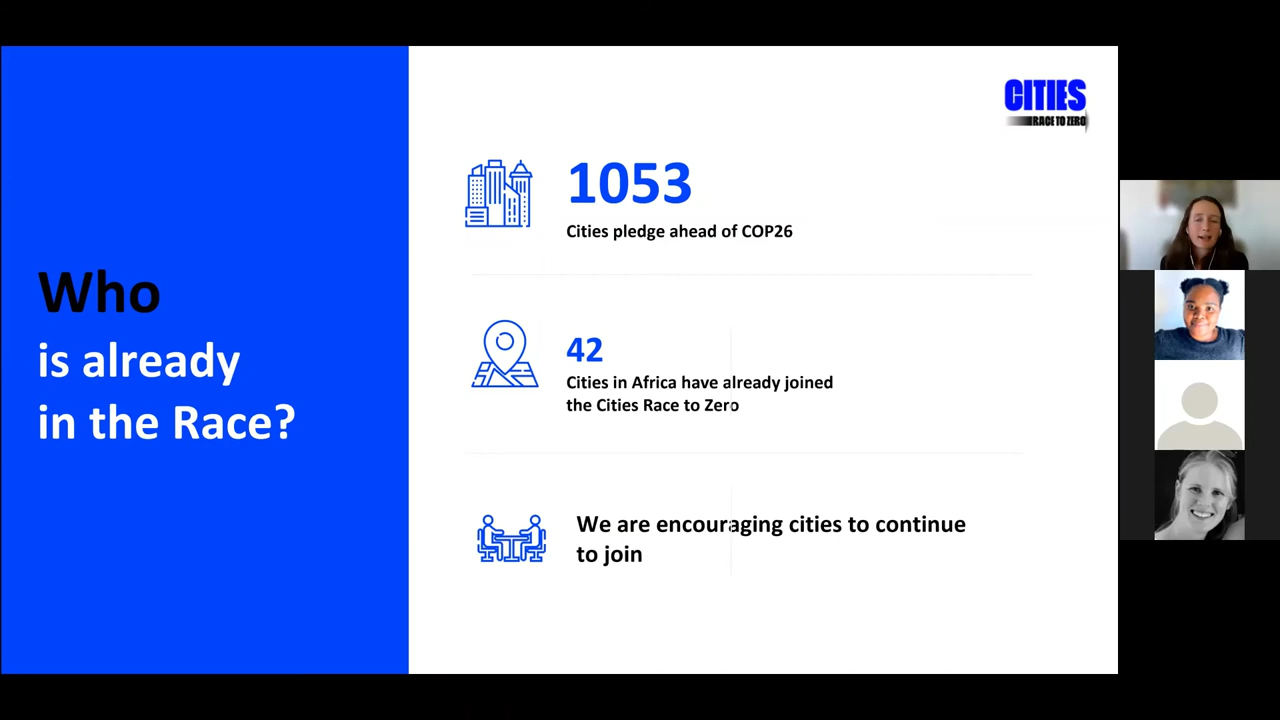 Who
is already
in the Race?
CITIES
RACE TO ZERO
1053
Cities pledge ahead of COP26
42
Cities in Africa have already joined
the Cities Race to Zero
We are encouraging cities to continue
to join